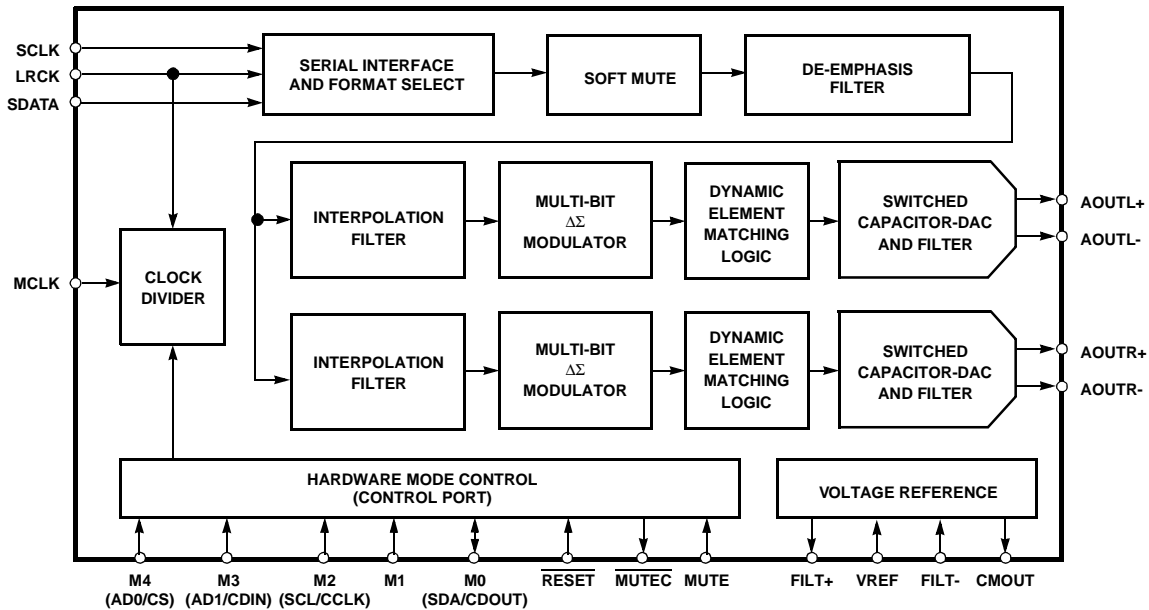 SCLK
LRCK
SDATA
SERIAL INTERFACE
AND FORMAT SELECT
SOFT MUTE
DE-EMPHASIS
FILTER
INTERPOLATION
FILTER
MULTI-BIT
ΔΣ
MODULATOR
DYNAMIC
ELEMENT
MATCHING
LOGIC
SWITCHED
CAPACITOR-DAC
AND FILTER
AOUTL+
AOUTL-
MCLK
CLOCK
DIVIDER
INTERPOLATION
FILTER
MULTI-BIT
ΔΣ
MODULATOR
DYNAMIC
ELEMENT
MATCHING
LOGIC
SWITCHED
CAPACITOR-DAC
AND FILTER
AOUTR+
AOUTR-
HARDWARE MODE CONTROL
(CONTROL PORT)
VOLTAGE REFERENCE
M4
(AD0/CS)
M3
(AD1/CDIN)
M2
(SCL/CCLK)
M1
M0
(SDA/CDOUT)
RESET
MUTEC
MUTE
FILT+
VREF
FILT-
CMOUT